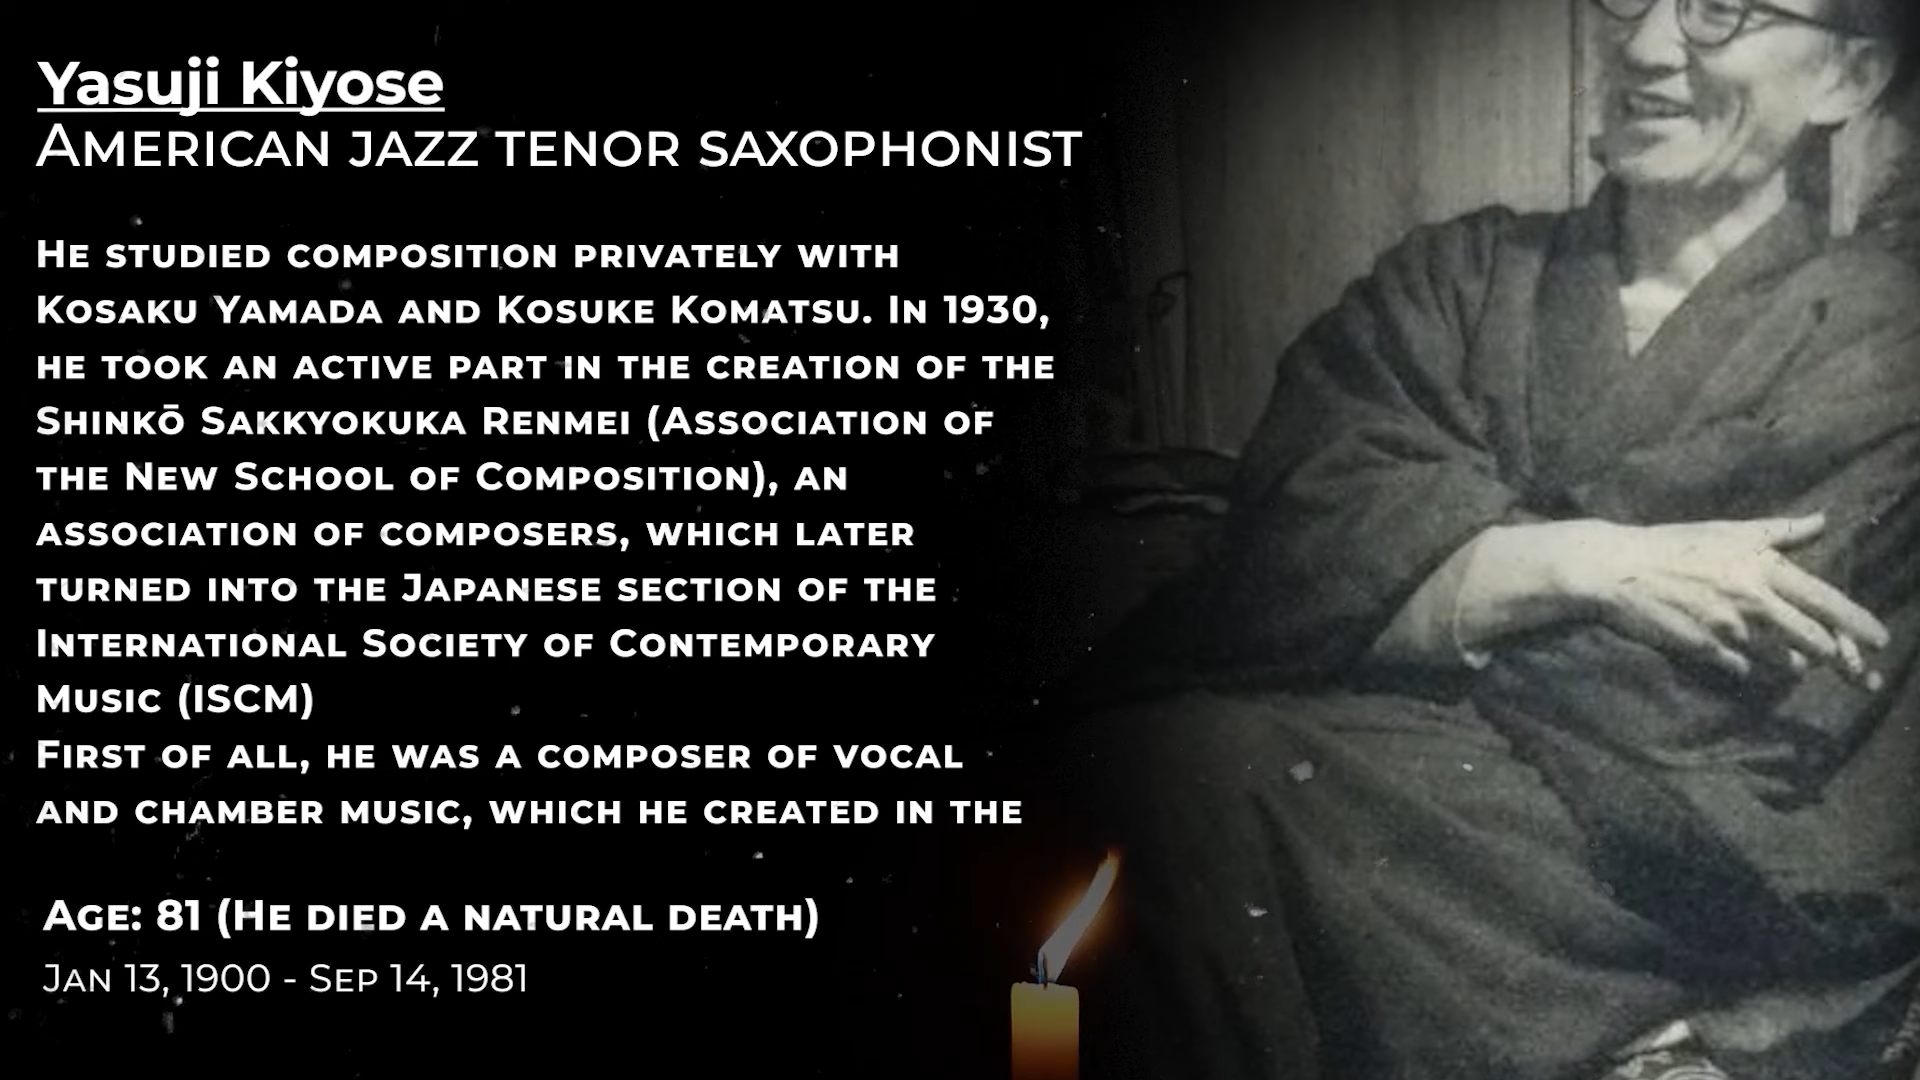 Yasuji Kiyose
American jazz tenor saxophonist
He studied composition privately with
Kosaku Yamada and Kosuke Komatsu. In 1930,
he took an active part in the creation of the
Shinkō Sakkyokuka Renmei (Association of
the New School of Composition), an
association of composers, which later
turned into the Japanese section of the
International Society of Contemporary
Music (ISCM)
First of all, he was a composer of vocal
and chamber music, which he created in the
Age: 81 (He died a natural death)
Jan 13, 1900 - Sep 14, 1981